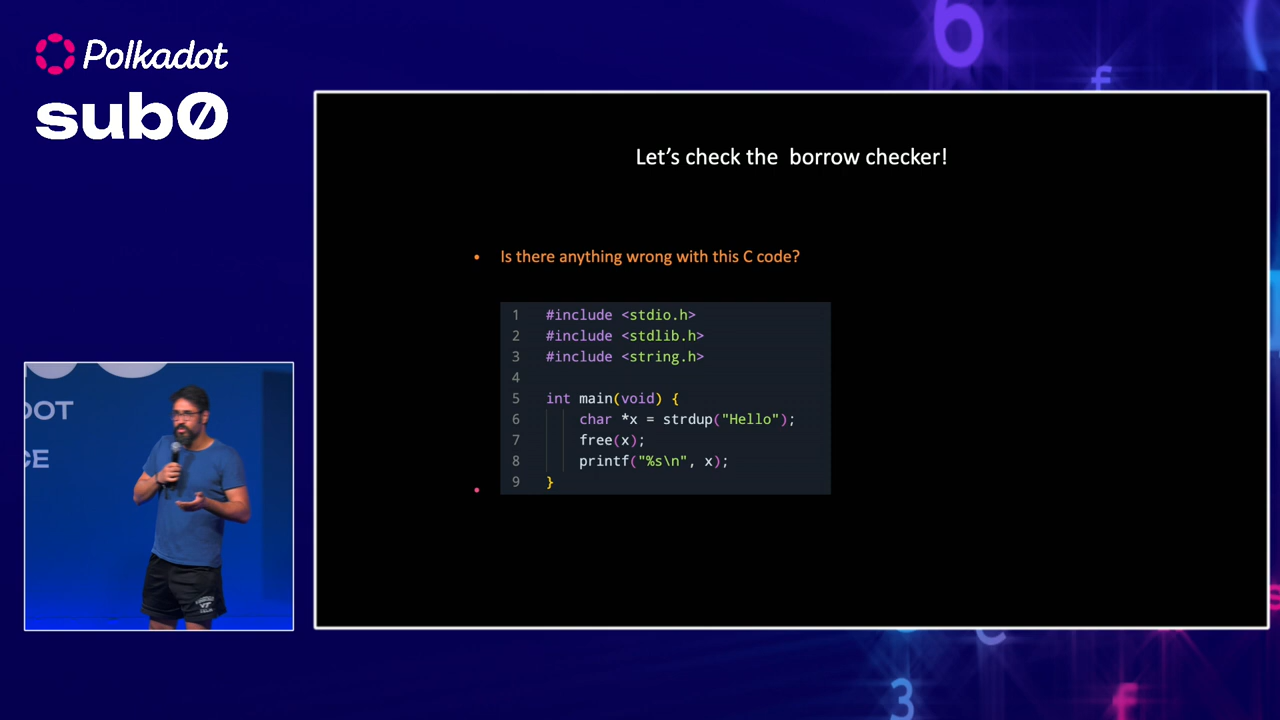 Polkadot
sub0
Let's check the borrow checker!
• Is there anything wrong with this C code?
1 #include <stdio.h>
2 #include <stdlib.h>
3 #include <string.h>
4
5 int main(void) {
6 char *x = strdup("Hello");
7 free(x);
8 printf("%s\n", x);
9 }
•
DOT
CE
6
f
3
f